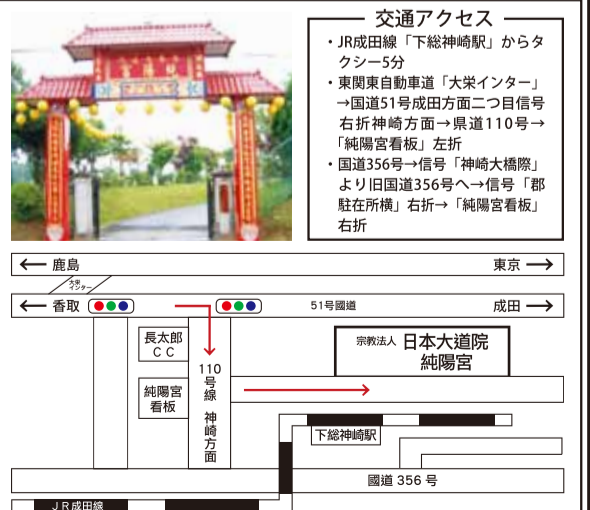 交通アクセス
・JR成田線「下総神崎駅」からタ
クシー5分
・東関東自動車道「大栄インター」
→国道51号成田方面二つ目信号
右折神崎方面→県道110号→
「純陽宮看板」左折
・国道356号→信号「神崎大橋際」
より旧国道356号へ→信号「郡
駐在所横」右折→「純陽宮看板」
右折
← 鹿島
東京 →
大栄
インター
← 香取
51号國道
成田 →
長太郎
CC
宗教法人 日本大道院
純陽宮
110号線 神崎方面
純陽宮
看板
下総神崎駅
國道 356 号
JR成田線